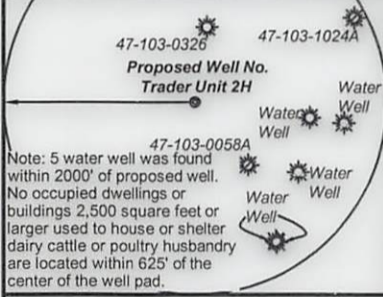 47-103-0326
47-103-1024A
Proposed Well No.
Trader Unit 2H
Water
Well
Water
Well
47-103-0058A
Note: 5 water well was found
within 2000' of proposed well.
No occupied dwellings or
buildings 2,500 square feet or
larger used to house or shelter
dairy cattle or poultry husbandry
are located within 625' of the
center of the well pad.
Water
Well
Water
Well